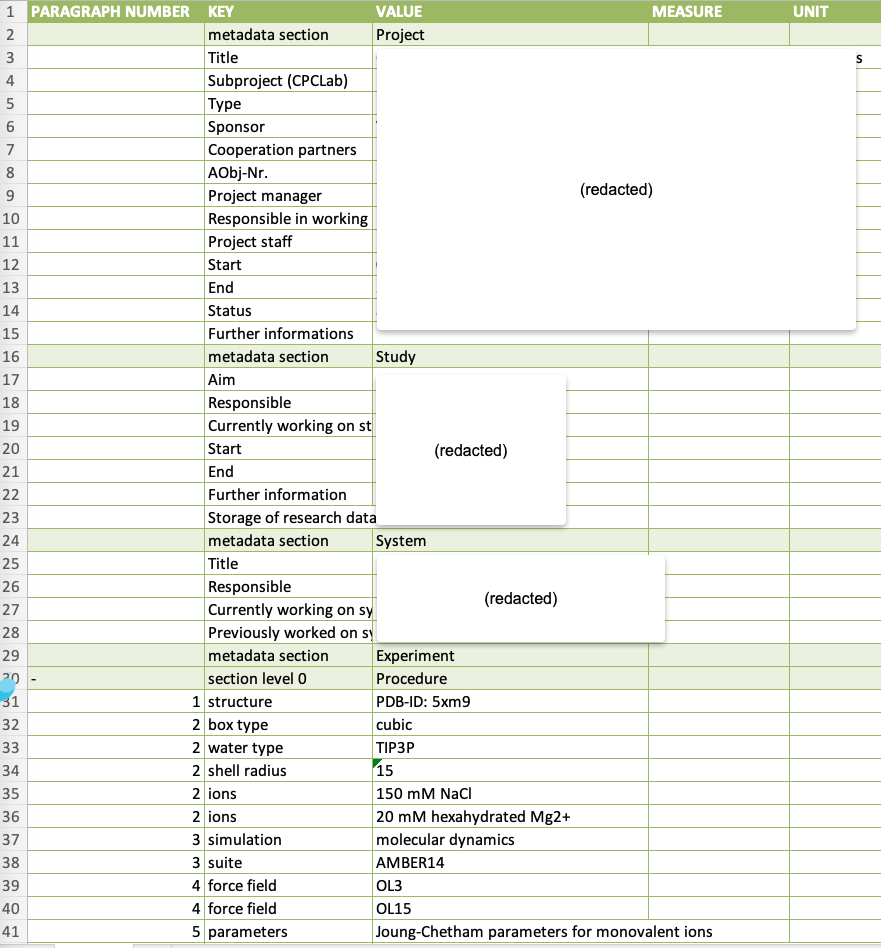 1 PARAGRAPH NUMBER KEY VALUE MEASURE UNIT
2 metadata section Project
3 Title s
4 Subproject (CPCLab)
5 Type
6 Sponsor
7 Cooperation partners
8 AObj-Nr.
9 Project manager
(redacted)
10 Responsible in working
11 Project staff
12 Start
13 End
14 Status
15 Further informations
16 metadata section Study
17 Aim
18 Responsible
19 Currently working on st
20 Start
(redacted)
21 End
22 Further information
23 Storage of research data
24 metadata section System
25 Title
26 Responsible
(redacted)
27 Currently working on sy
28 Previously worked on sy
29 metadata section Experiment
30 - section level 0 Procedure
31 1 structure PDB-ID: 5xm9
32 2 box type cubic
33 2 water type TIP3P
34 2 shell radius 15
35 2 ions 150 mM NaCl
36 2 ions 20 mM hexahydrated Mg2+
37 3 simulation molecular dynamics
38 3 suite AMBER14
39 4 force field OL3
40 4 force field OL15
41 5 parameters Joung-Chetham parameters for monovalent ions